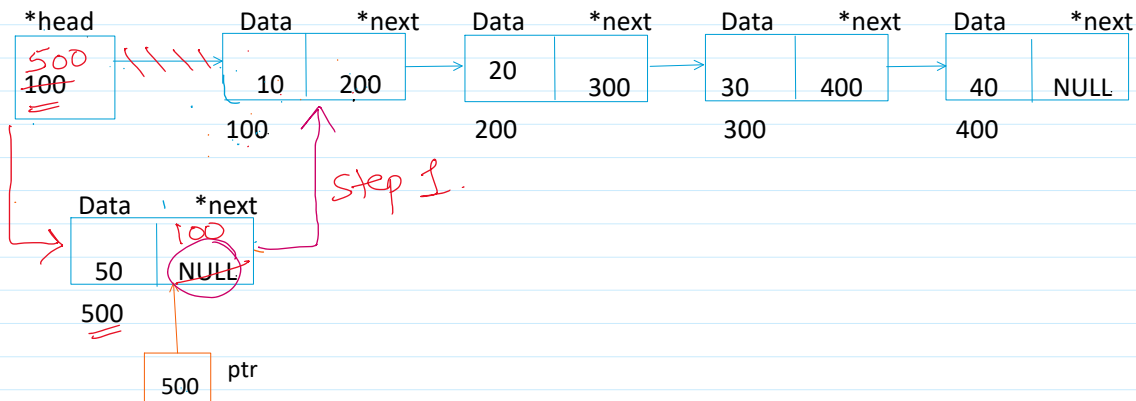 *head Data *next Data *next Data *next Data *next
500
100 10 200 20 300 30 400 40 NULL
100 200 300 400
Step 1.
Data *next
100
50 NULL
500
ptr
500